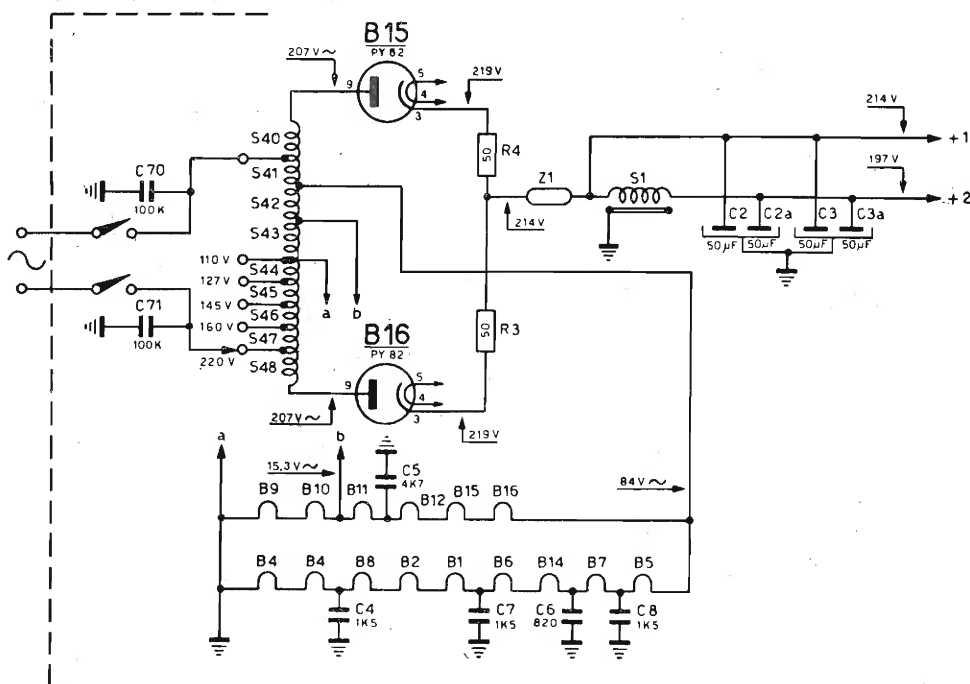 B15
PY 82
207 V ~
9
5
4
3
219 V
S40
S41
S42
S43
S44
S45
S46
S47
S48
C70
100K
C71
100K
110 V
127 V
145 V
160 V
220 V
a
b
R4
50
214 V
Z1
S1
R3
50
214 V
+1
197 V
+2
C2
C2a
C3
C3a
50µF
50µF
50µF
50µF
B16
PY 82
9
5
4
3
207 V ~
219 V
a
b
15,3 V ~
C5
4K7
84 V ~
B9
B10
B11
B12
B15
B16
B4
B4
B8
B2
B1
B6
B14
B7
B5
C4
1K5
C7
1K5
C6
820
C8
1K5